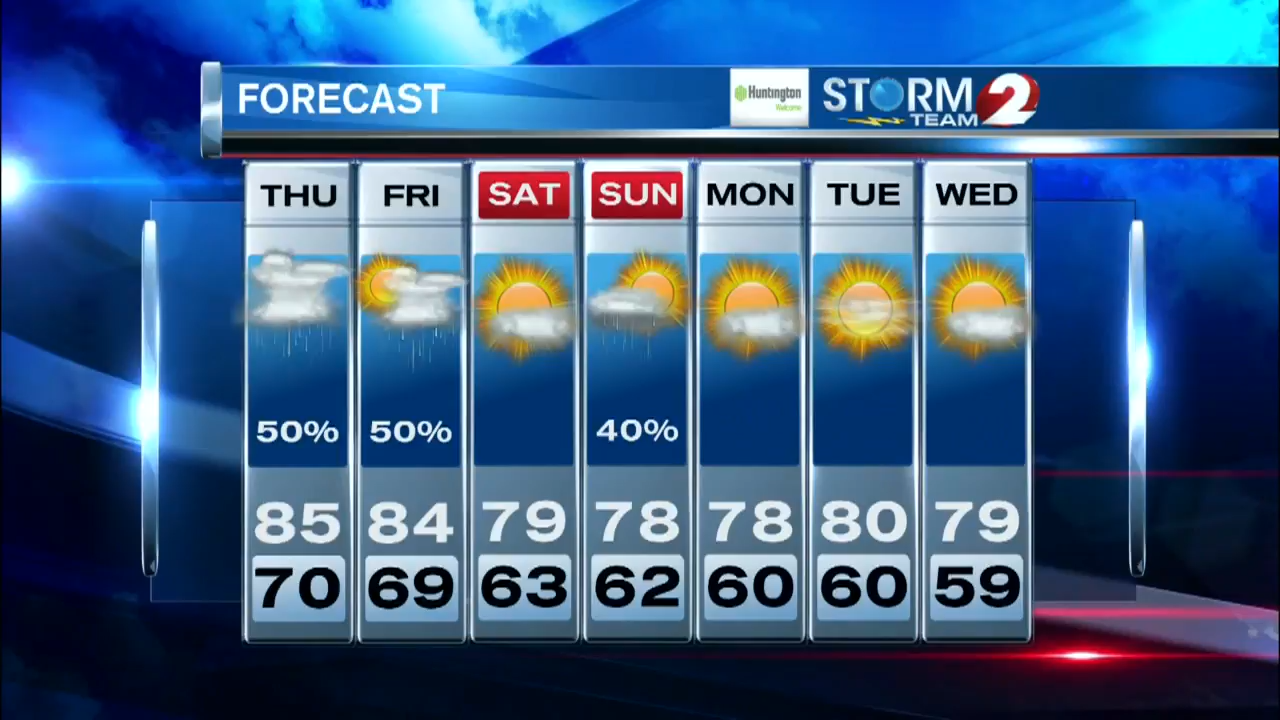 FORECAST
Huntington
Welcome.
STORM
TEAM
2
THU FRI SAT SUN MON TUE WED
50% 50% 40%
85 84 79 78 78 80 79
70 69 63 62 60 60 59